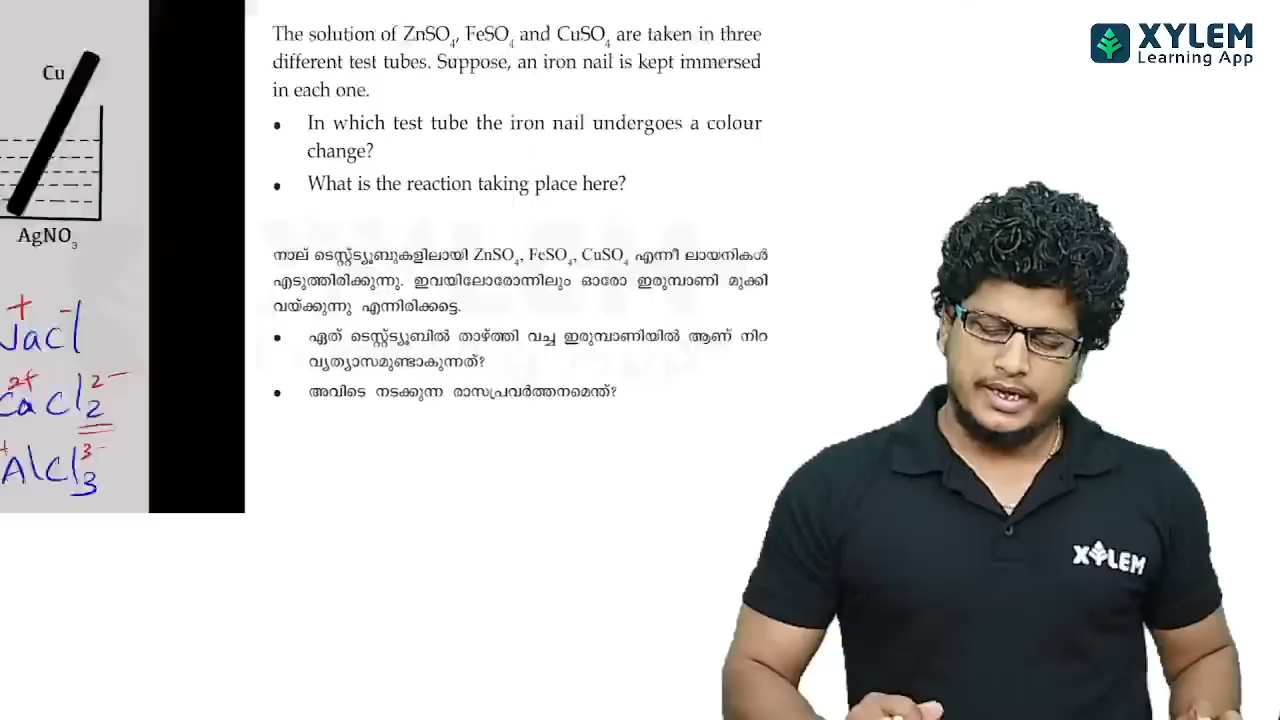 Cu
AgNO₃
+ -
NaCl
2+ 2-
CaCl₂
+ 3-
AlCl₃
The solution of ZnSO₄, FeSO₄ and CuSO₄ are taken in three
different test tubes. Suppose, an iron nail is kept immersed
in each one.
• In which test tube the iron nail undergoes a colour
change?
• What is the reaction taking place here?
നാല് ടെസ്റ്റ്ട്യൂബുകളിലായി ZnSO₄, FeSO₄, CuSO₄ എന്നീ ലായനികൾ
എടുത്തിരിക്കുന്നു. ഇവയിലോരോന്നിലും ഓരോ ഇരുമ്പാണി മുക്കി
വയ്ക്കുന്നു എന്നിരിക്കട്ടെ.
• ഏത് ടെസ്റ്റ്ട്യൂബിൽ താഴ്ത്തി വച്ച ഇരുമ്പാണിയിൽ ആണ് നിറ
വ്യത്യാസമുണ്ടാകുന്നത്?
• അവിടെ നടക്കുന്ന രാസപ്രവർത്തനമെന്ത്?
XYLEM
Learning App
XYLEM